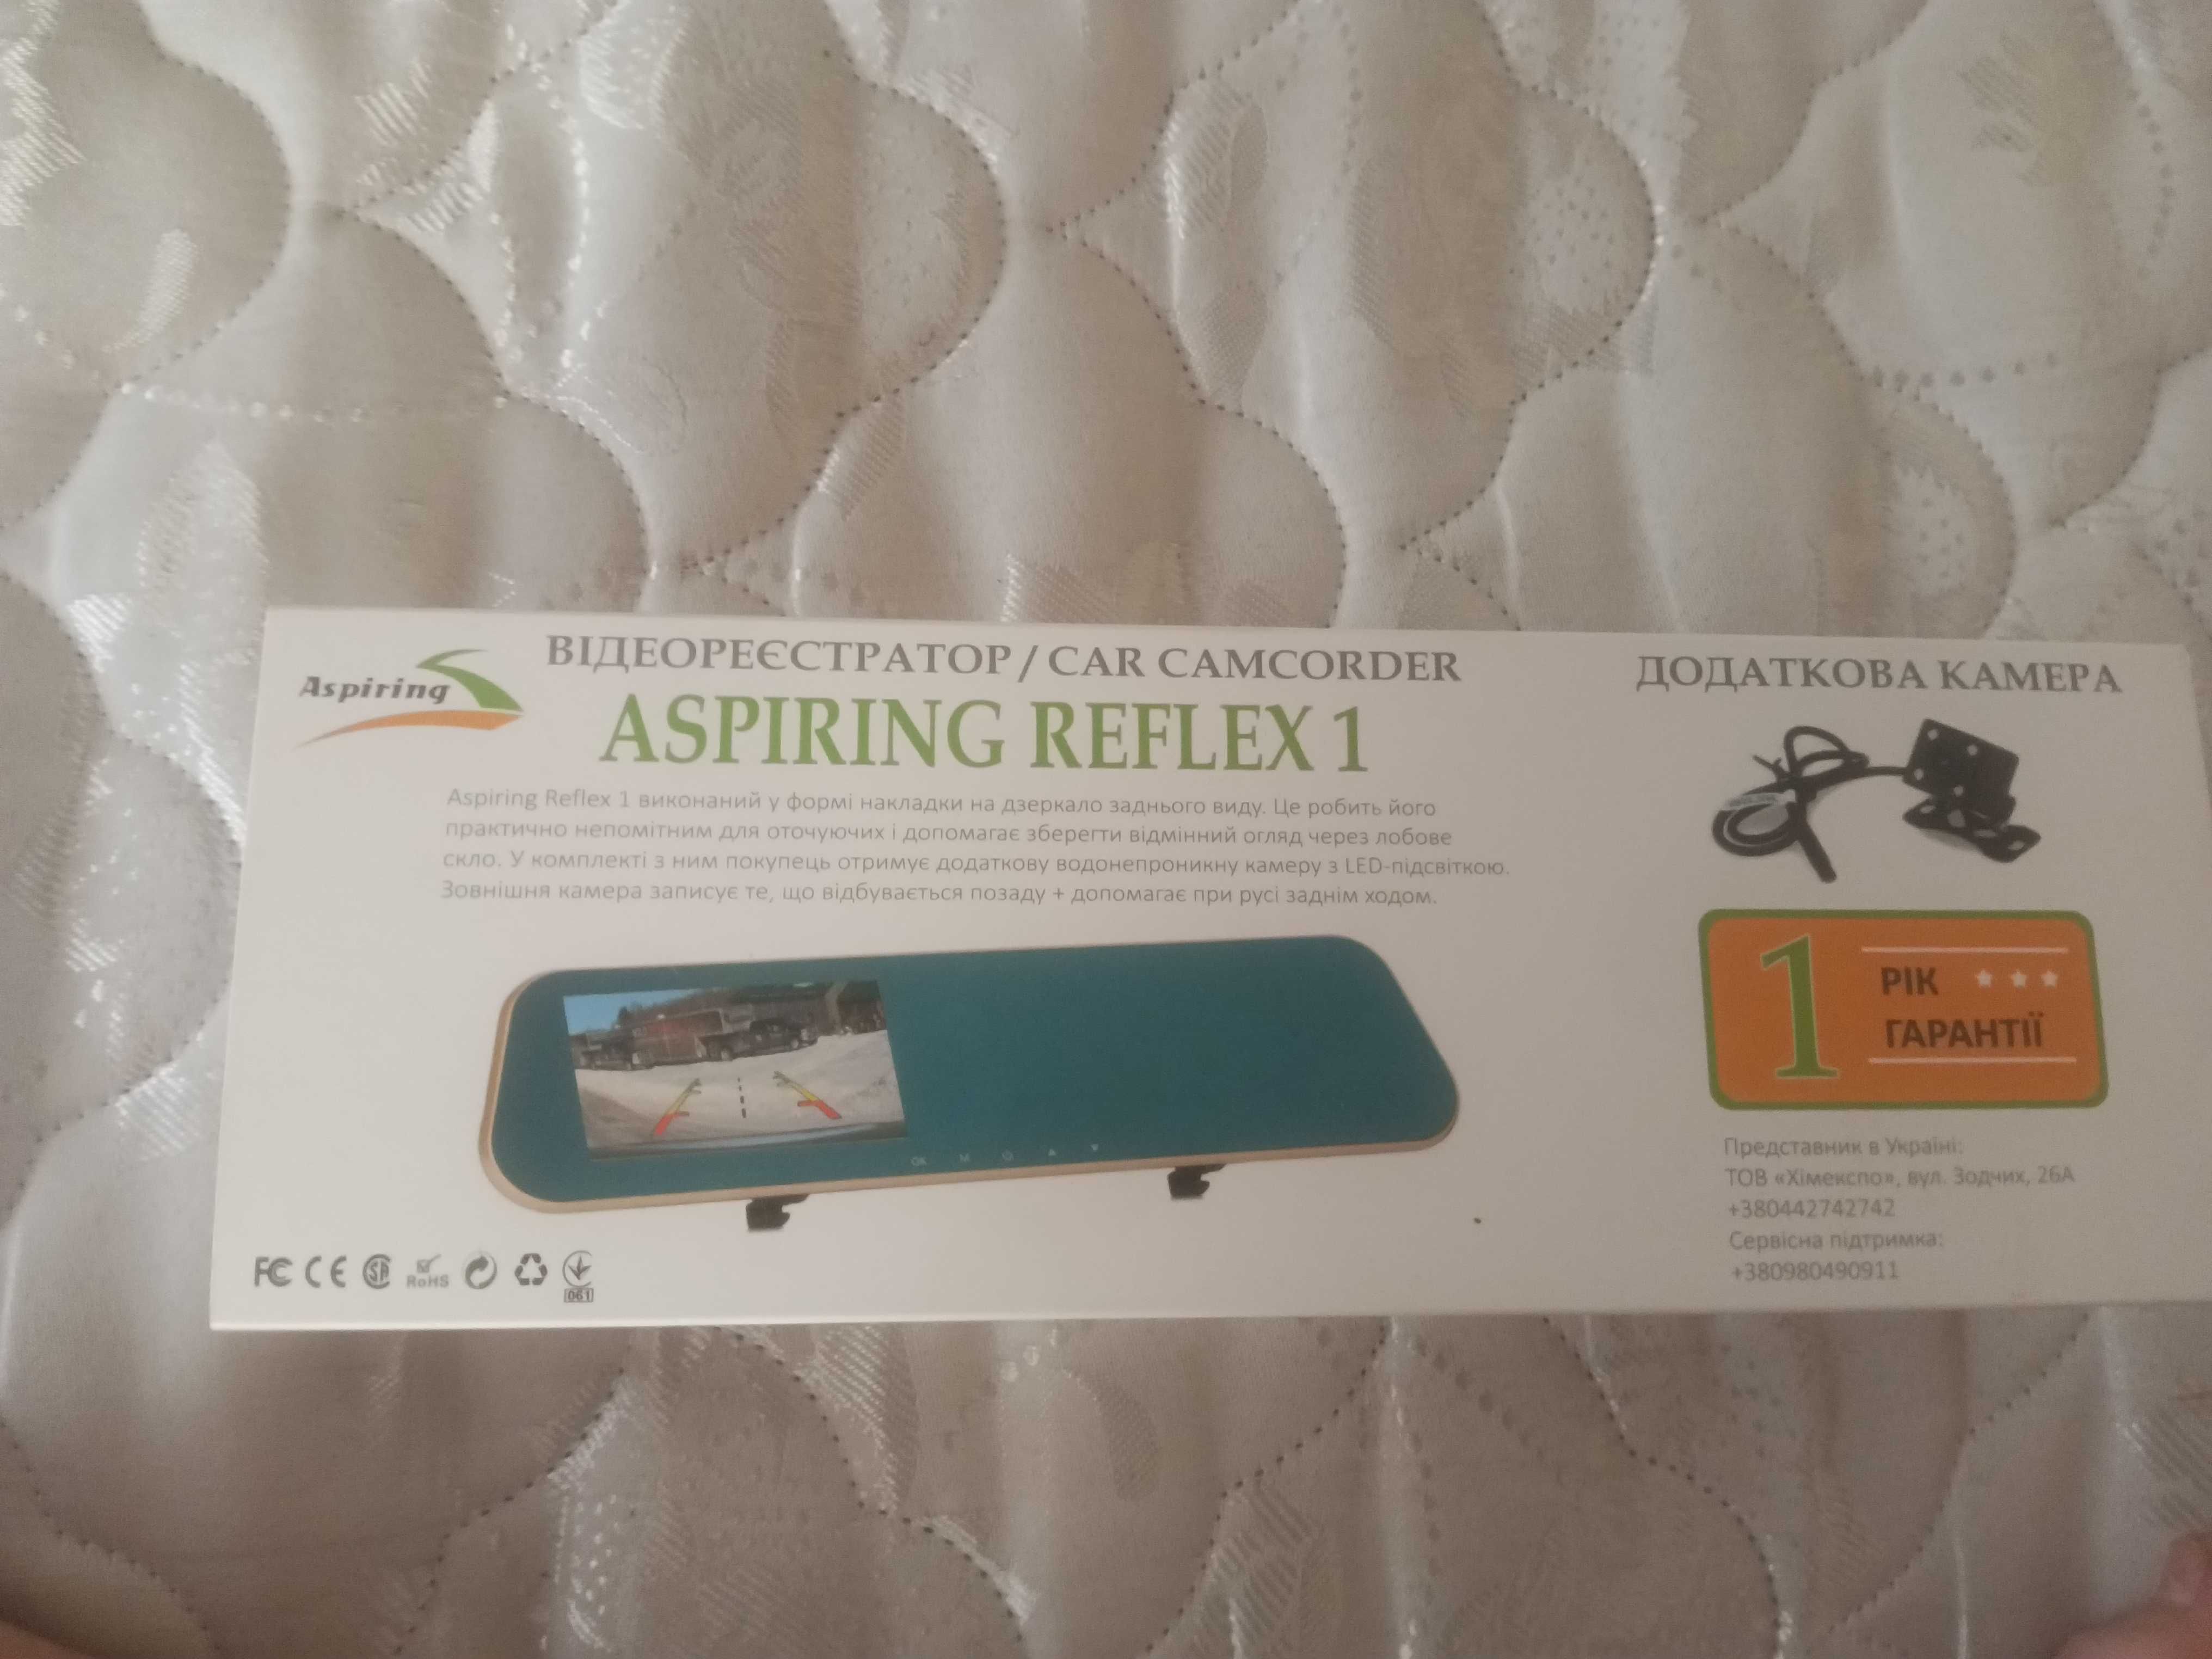 Aspiring
ВІДЕОРЕЄСТРАТОР / CAR CAMCORDER
ASPIRING REFLEX 1
Aspiring Reflex 1 виконаний у формі накладки на дзеркало заднього виду. Це робить його
практично непомітним для оточуючих і допомагає зберегти відмінний огляд через лобове
скло. У комплекті з ним покупець отримує додаткову водонепроникну камеру з LED-підсвіткою.
Зовнішня камера записує те, що відбувається позаду + допомагає при русі заднім ходом.
OK M
FC CE
RoHS
061
ДОДАТКОВА КАМЕРА
1 РІК
ГАРАНТІЇ
Представник в Україні:
ТОВ «Хімекспо», вул. Зодчих, 26А
+380442742742
Сервісна підтримка:
+380980490911